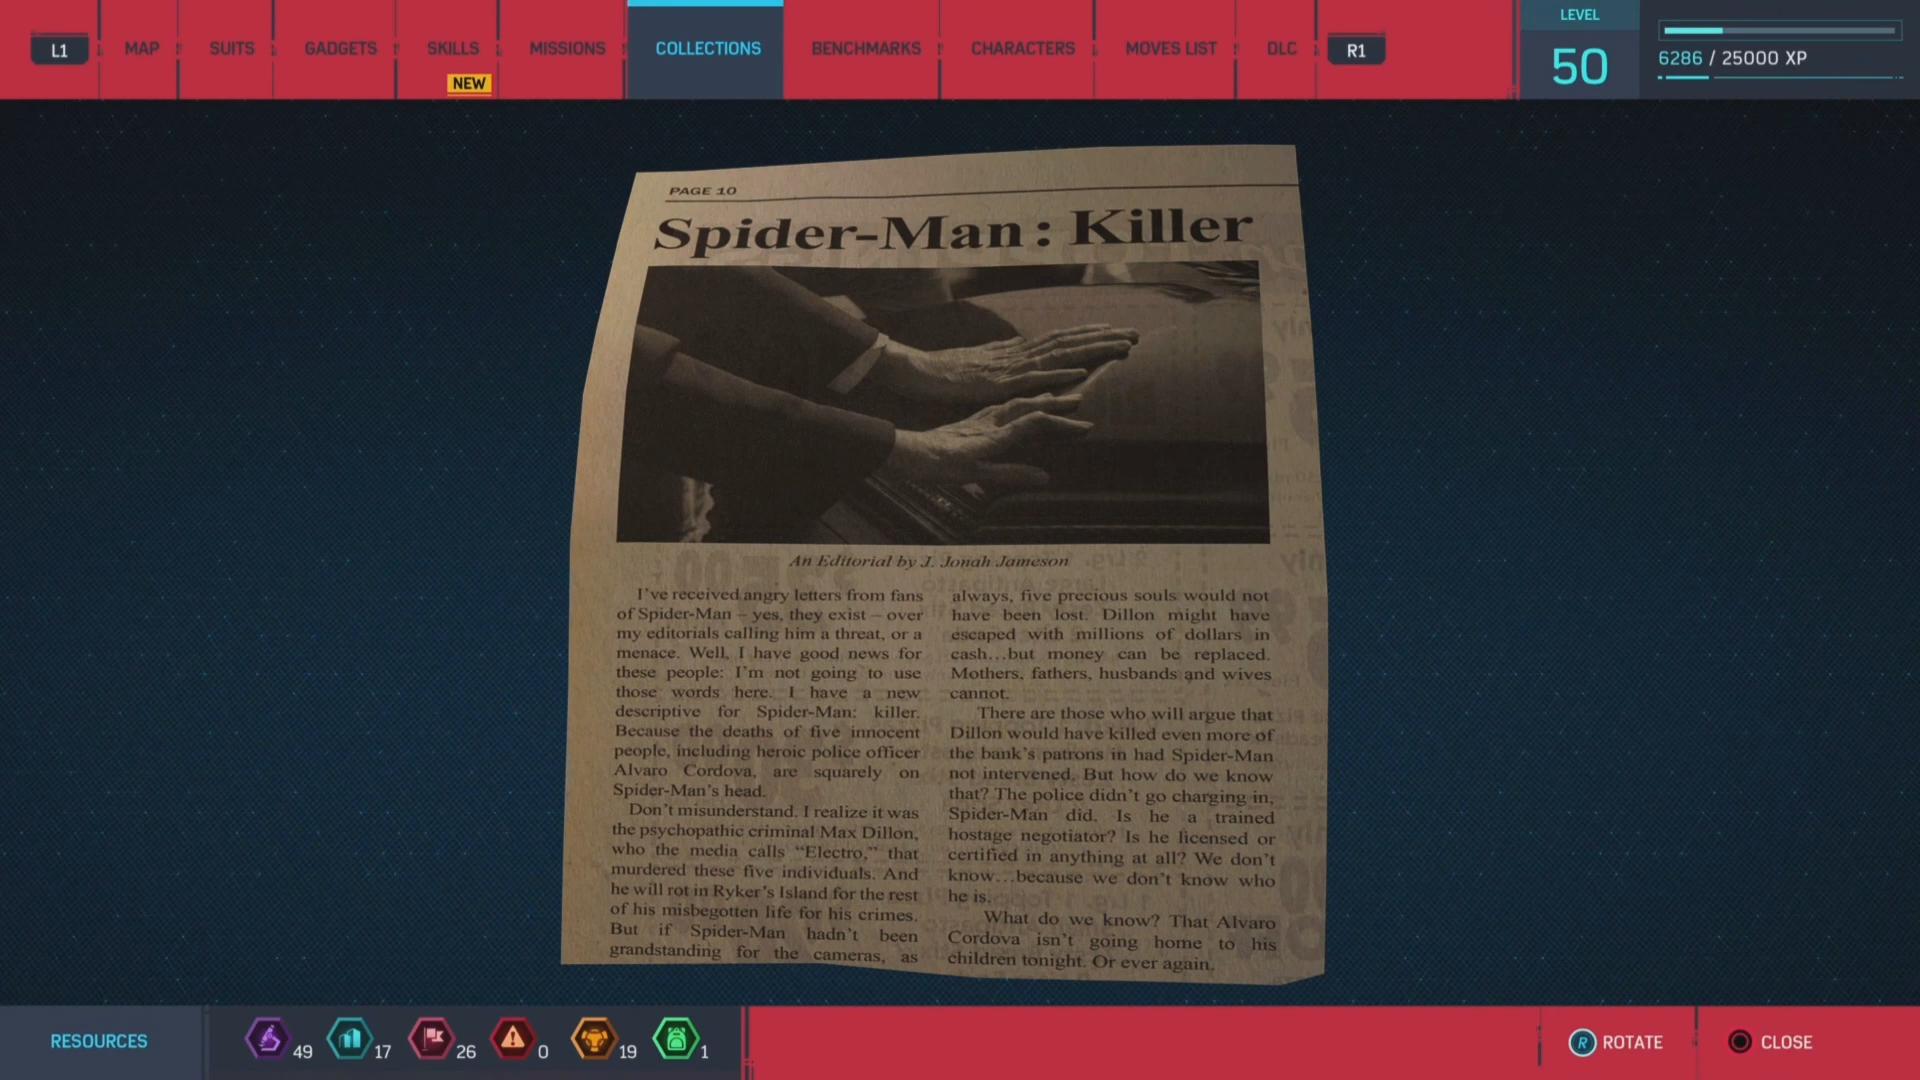 L1
MAP
SUITS
GADGETS
SKILLS
NEW
MISSIONS
COLLECTIONS
BENCHMARKS
CHARACTERS
MOVES LIST
DLC
R1
LEVEL
50
6286 / 25000 XP
PAGE 10
Spider-Man: Killer
An Editorial by J. Jonah Jameson
I've received angry letters from fans
of Spider-Man – yes, they exist – over
my editorials calling him a threat, or a
menace. Well, I have good news for
these people: I'm not going to use
those words here. I have a new
descriptive for Spider-Man: killer.
Because the deaths of five innocent
people, including heroic police officer
Alvaro Cordova, are squarely on
Spider-Man's head.
Don't misunderstand. I realize it was
the psychopathic criminal Max Dillon,
who the media calls "Electro," that
murdered these five individuals. And
he will rot in Ryker's Island for the rest
of his misbegotten life for his crimes.
But if Spider-Man hadn't been
grandstanding for the cameras, as
always, five precious souls would not
have been lost. Dillon might have
escaped with millions of dollars in
cash...but money can be replaced.
Mothers, fathers, husbands and wives
cannot.
There are those who will argue that
Dillon would have killed even more of
the bank's patrons in had Spider-Man
not intervened. But how do we know
that? The police didn't go charging in,
Spider-Man did. Is he a trained
hostage negotiator? Is he licensed or
certified in anything at all? We don't
know...because we don't know who
he is.
What do we know? That Alvaro
Cordova isn't going home to his
children tonight. Or ever again.
RESOURCES
49
17
26
0
19
1
R ROTATE
CLOSE